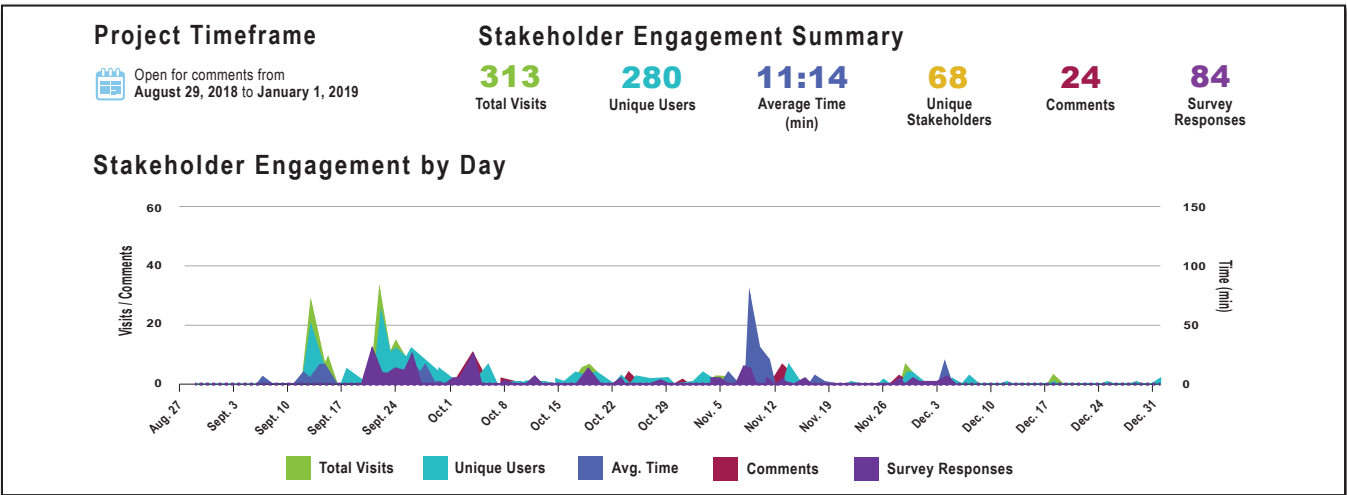 Project Timeframe
Stakeholder Engagement Summary
Open for comments from
August 29, 2018 to January 1, 2019
313
Total Visits
280
Unique Users
11:14
Average Time
(min)
68
Unique
Stakeholders
24
Comments
84
Survey
Responses
Stakeholder Engagement by Day
60
40
20
0
Visits / Comments
150
100
50
0
Time (min)
Aug. 27
Sept. 3
Sept. 10
Sept. 17
Sept. 24
Oct. 1
Oct. 8
Oct. 15
Oct. 22
Oct. 29
Nov. 5
Nov. 12
Nov. 19
Nov. 26
Dec. 3
Dec. 10
Dec. 17
Dec. 24
Dec. 31
Total Visits
Unique Users
Avg. Time
Comments
Survey Responses